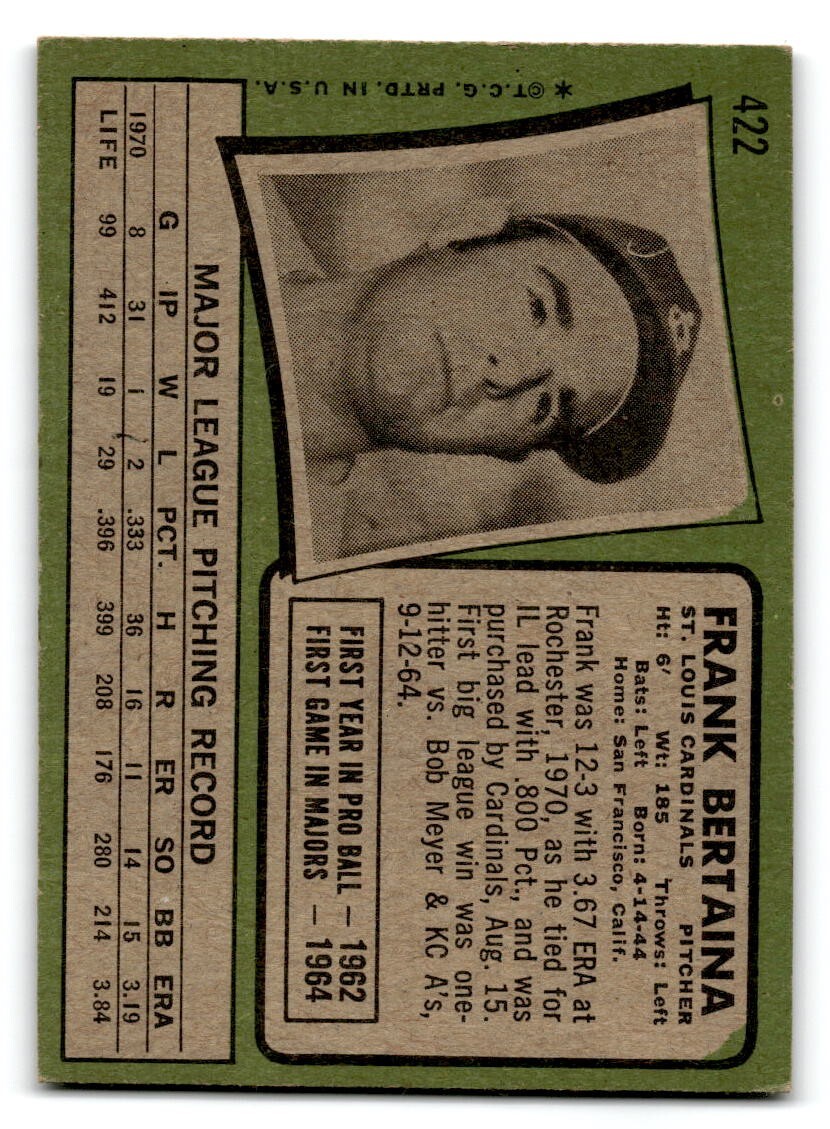 422
FRANK BERTAINA
ST. LOUIS CARDINALS PITCHER
Ht: 6' Wt: 185 Throws: Left
Bats: Left Born: 4-14-44
Home: San Francisco, Calif.
Frank was 12-3 with 3.67 ERA at
Rochester, 1970, as he tied for
IL lead with .800 Pct., and was
purchased by Cardinals, Aug. 15.
First big league win was one-
hitter vs. Bob Meyer & KC A's,
9-12-64.
FIRST YEAR IN PRO BALL — 1962
FIRST GAME IN MAJORS — 1964
*©T.C.G. PRTD. IN U.S.A.
MAJOR LEAGUE PITCHING RECORD
G IP W L PCT. H R ER SO BB ERA
1970 8 31 1 2 .333 36 16 11 14 15 3.19
LIFE 99 412 19 29 .396 399 208 176 280 214 3.84